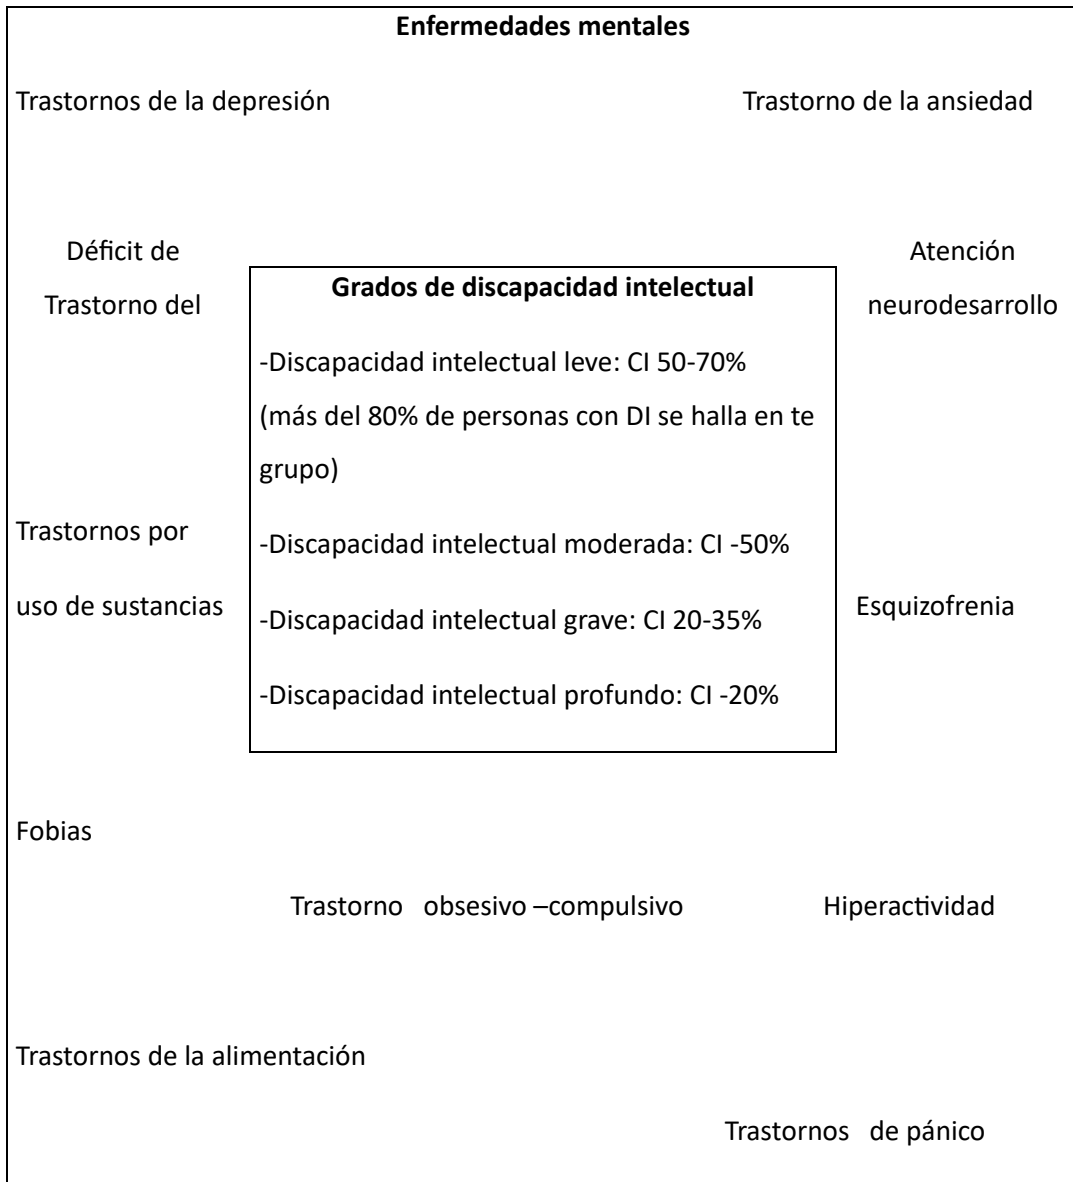 Enfermedades mentales
Trastornos de la depresión Trastorno de la ansiedad
Déficit de Atención
Trastorno del neurodesarrollo
Grados de discapacidad intelectual
-Discapacidad intelectual leve: CI 50-70%
(más del 80% de personas con DI se halla en te
grupo)
-Discapacidad intelectual moderada: CI -50%
-Discapacidad intelectual grave: CI 20-35%
-Discapacidad intelectual profundo: CI -20%
Trastornos por
uso de sustancias
Esquizofrenia
Fobias
Trastorno obsesivo –compulsivo Hiperactividad
Trastornos de la alimentación
Trastornos de pánico